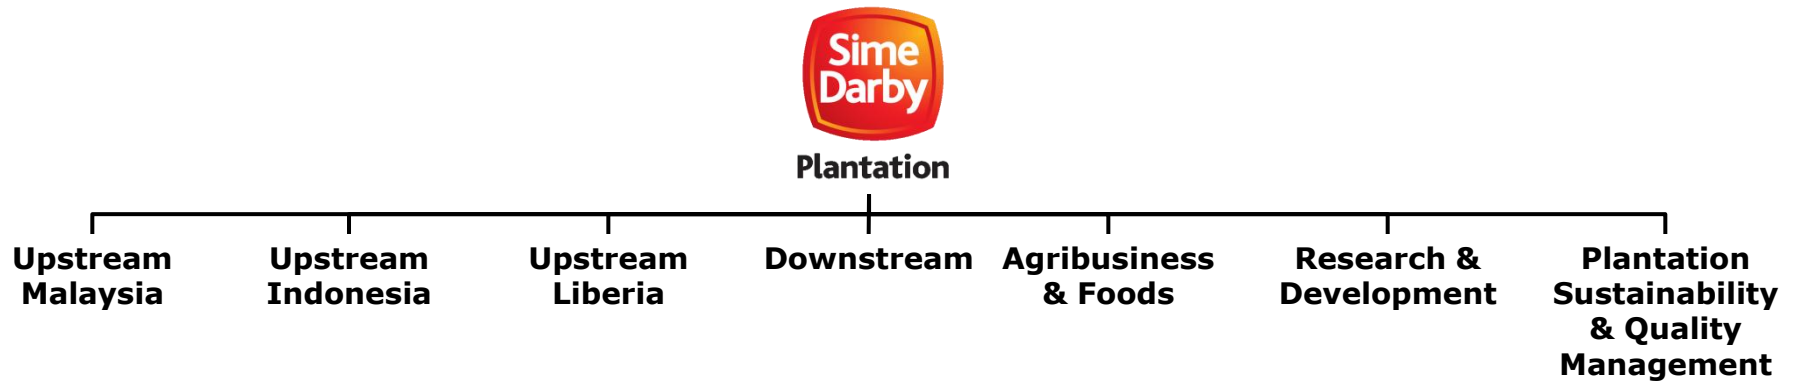 Sime
Darby
Plantation
Upstream
Malaysia
Upstream
Indonesia
Upstream
Liberia
Downstream
Agribusiness
& Foods
Research &
Development
Plantation
Sustainability
& Quality
Management